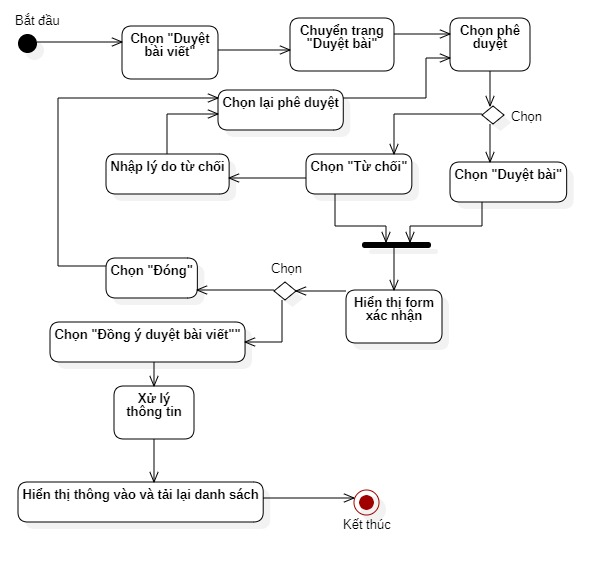 Bắt đầu
Chọn "Duyệt
bài viết"
Chuyển trang
"Duyệt bài"
Chọn phê
duyệt
Chọn
Chọn lại phê duyệt
Nhập lý do từ chối
Chọn "Từ chối"
Chọn "Duyệt bài"
Chọn "Đóng"
Chọn
Hiển thị form
xác nhận
Chọn "Đồng ý duyệt bài viết""
Xử lý
thông tin
Hiển thị thông vào và tải lại danh sách
Kết thúc